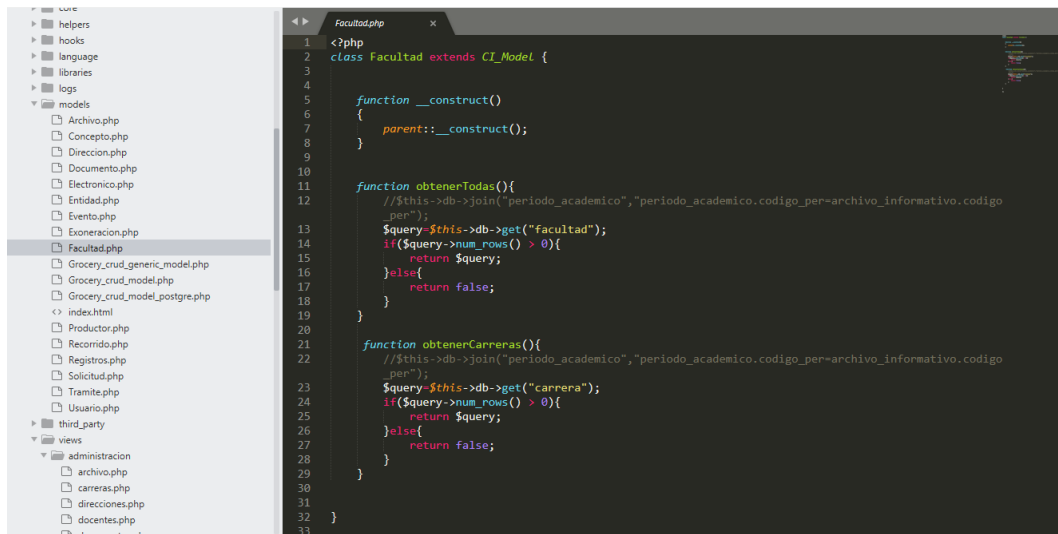 core
helpers
hooks
language
libraries
logs
models
Archivo.php
Concepto.php
Direccion.php
Documento.php
Electronico.php
Entidad.php
Evento.php
Exoneracion.php
Facultad.php
Grocery_crud_generic_model.php
Grocery_crud_model.php
Grocery_crud_model_postgre.php
<> index.html
Productor.php
Recorrido.php
Registros.php
Solicitud.php
Tramite.php
Usuario.php
third_party
views
administracion
archivo.php
carreras.php
direcciones.php
docentes.php
Facultad.php ×
1 <?php
2 class Facultad extends CI_Model {
3
4
5 function __construct()
6 {
7 parent::__construct();
8 }
9
10
11 function obtenerTodas(){
12 //$this->db->join("periodo_academico","periodo_academico.codigo_per=archivo_informativo.codigo
_per");
13 $query=$this->db->get("facultad");
14 if($query->num_rows() > 0){
15 return $query;
16 }else{
17 return false;
18 }
19 }
20
21 function obtenerCarreras(){
22 //$this->db->join("periodo_academico","periodo_academico.codigo_per=archivo_informativo.codigo
_per");
23 $query=$this->db->get("carrera");
24 if($query->num_rows() > 0){
25 return $query;
26 }else{
27 return false;
28 }
29 }
30
31
32 }
33